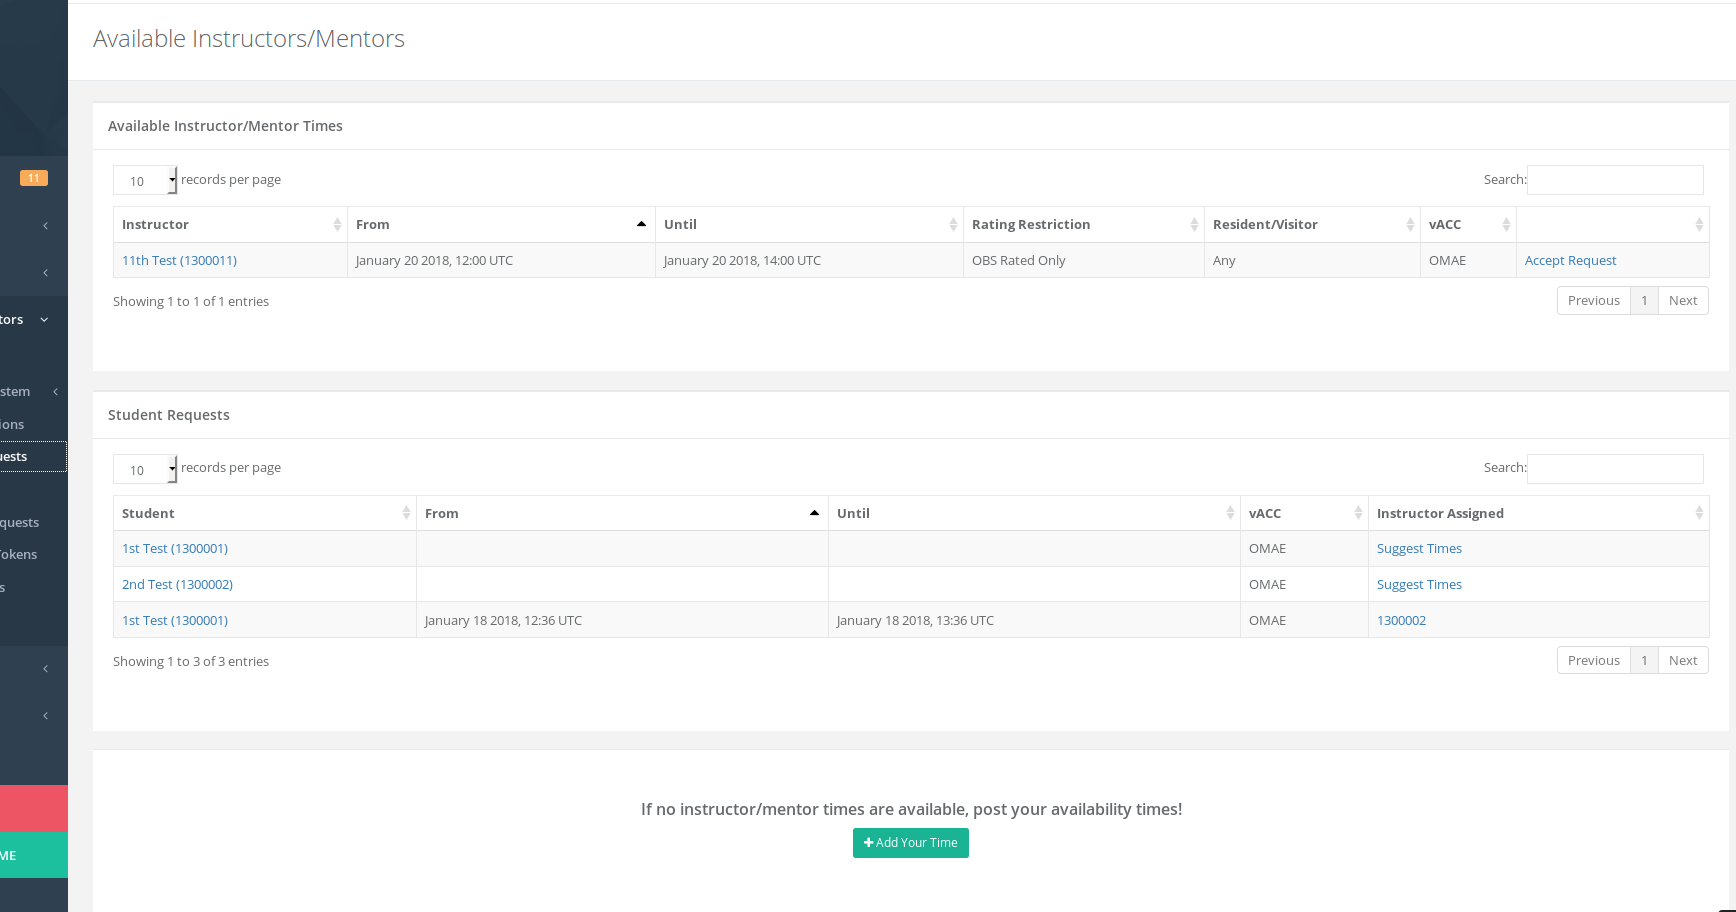 Available Instructors/Mentors
11
tors
stem
ions
uests
quests
Tokens
s
ME
Available Instructor/Mentor Times
10 records per page Search:
Instructor From Until Rating Restriction Resident/Visitor vACC
11th Test (1300011) January 20 2018, 12:00 UTC January 20 2018, 14:00 UTC OBS Rated Only Any OMAE Accept Request
Showing 1 to 1 of 1 entries Previous 1 Next
Student Requests
10 records per page Search:
Student From Until vACC Instructor Assigned
1st Test (1300001) OMAE Suggest Times
2nd Test (1300002) OMAE Suggest Times
1st Test (1300001) January 18 2018, 12:36 UTC January 18 2018, 13:36 UTC OMAE 1300002
Showing 1 to 3 of 3 entries Previous 1 Next
If no instructor/mentor times are available, post your availability times!
+ Add Your Time